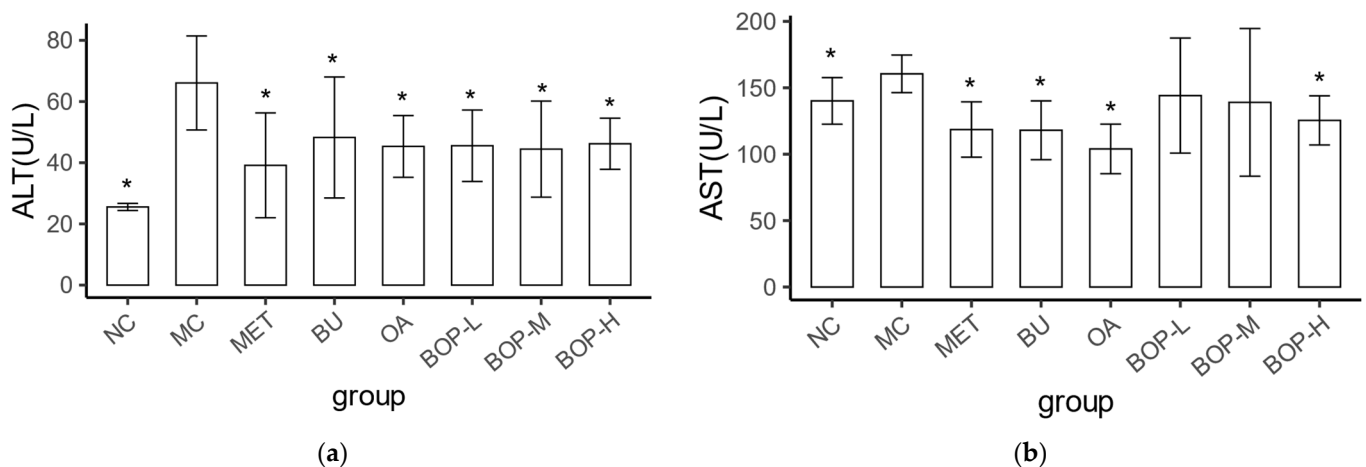 ALT(U/L)
80
60
40
20
0
* * * * * * *
NC MC MET BU OA BOP-L BOP-M BOP-H
group
(a)
AST(U/L)
200
150
100
50
0
* * * * *
NC MC MET BU OA BOP-L BOP-M BOP-H
group
(b)